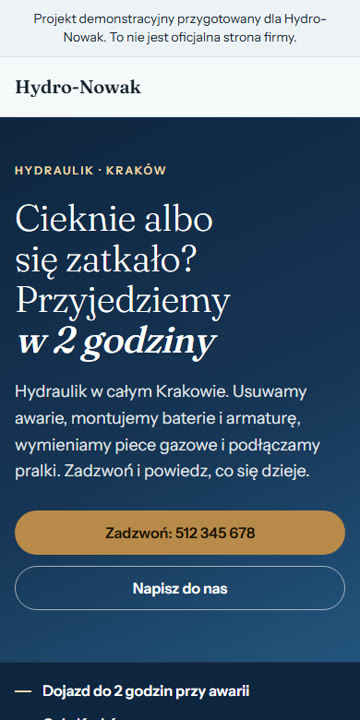 Projekt demonstracyjny przygotowany dla Hydro-
Nowak. To nie jest oficjalna strona firmy.
Hydro-Nowak
HYDRAULIK · KRAKÓW
Cieknie albo
się zatkało?
Przyjedziemy
w 2 godziny
Hydraulik w całym Krakowie. Usuwamy
awarie, montujemy baterie i armaturę,
wymieniamy piece gazowe i podłączamy
pralki. Zadzwoń i powiedz, co się dzieje.
Zadzwoń: 512 345 678
Napisz do nas
Dojazd do 2 godzin przy awarii